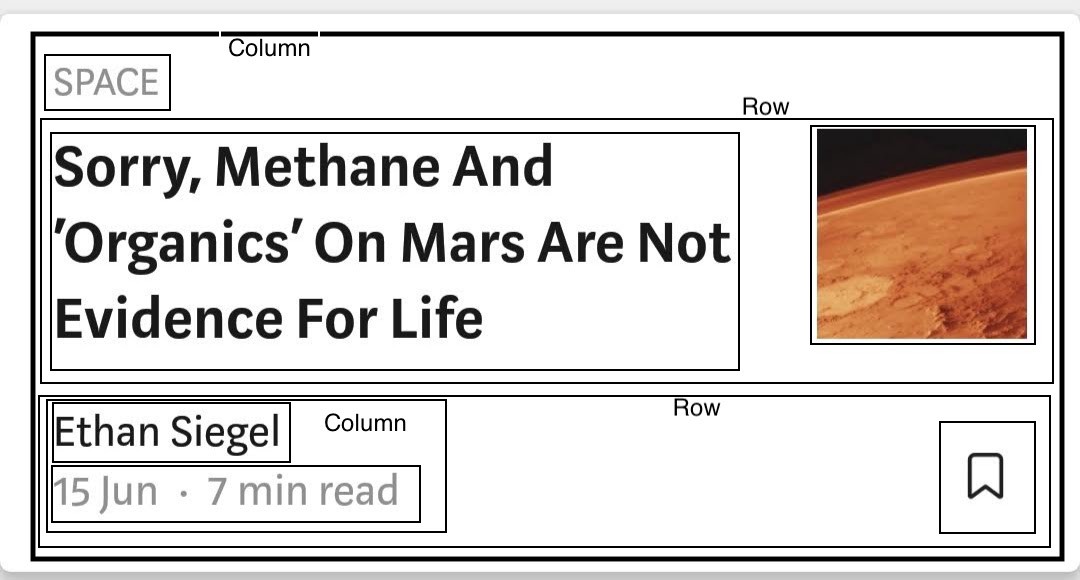 Column
SPACE
Row
Sorry, Methane And
’Organics’ On Mars Are Not
Evidence For Life
Row
Ethan Siegel
Column
15 Jun · 7 min read